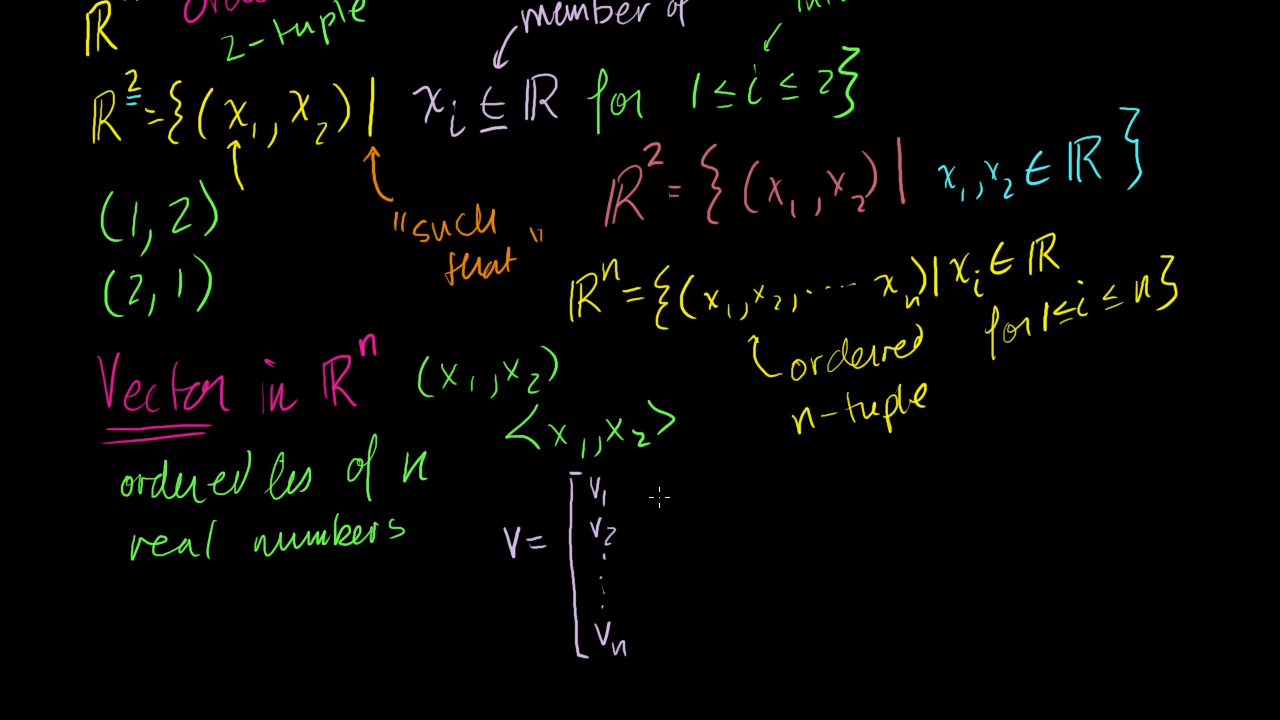 ℝ
2-tuple
member of
ℝ² = {(x₁, x₂) | xᵢ ∈ ℝ for 1 ≤ i ≤ 2}
(1, 2)
(2, 1)
"such
that"
ℝ² = {(x₁, x₂) | x₁, x₂ ∈ ℝ}
ℝⁿ = {(x₁, x₂, ..... xₙ) | xᵢ ∈ ℝ
for 1 ≤ i ≤ n}
ordered
n-tuple
Vector in ℝⁿ
ordered lis of n
real numbers
(x₁, x₂)
<x₁, x₂>
v = [v₁
v₂
⋮
vₙ